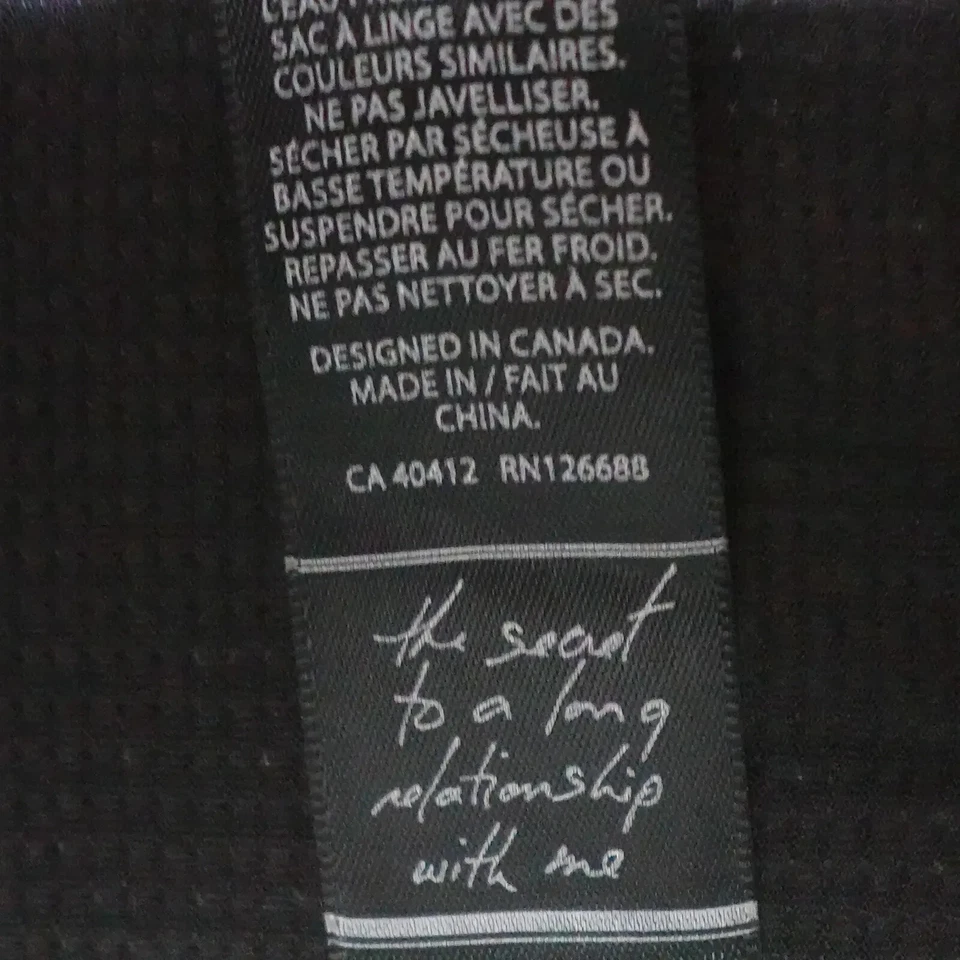 SAC À LINGE AVEC DES
COULEURS SIMILAIRES.
NE PAS JAVELLISER.
SÉCHER PAR SÉCHEUSE À
BASSE TEMPÉRATURE OU
SUSPENDRE POUR SÉCHER.
REPASSER AU FER FROID.
NE PAS NETTOYER À SEC.
DESIGNED IN CANADA.
MADE IN / FAIT AU
CHINA.
CA 40412 RN126688
the secret
to a long
relationship
with me